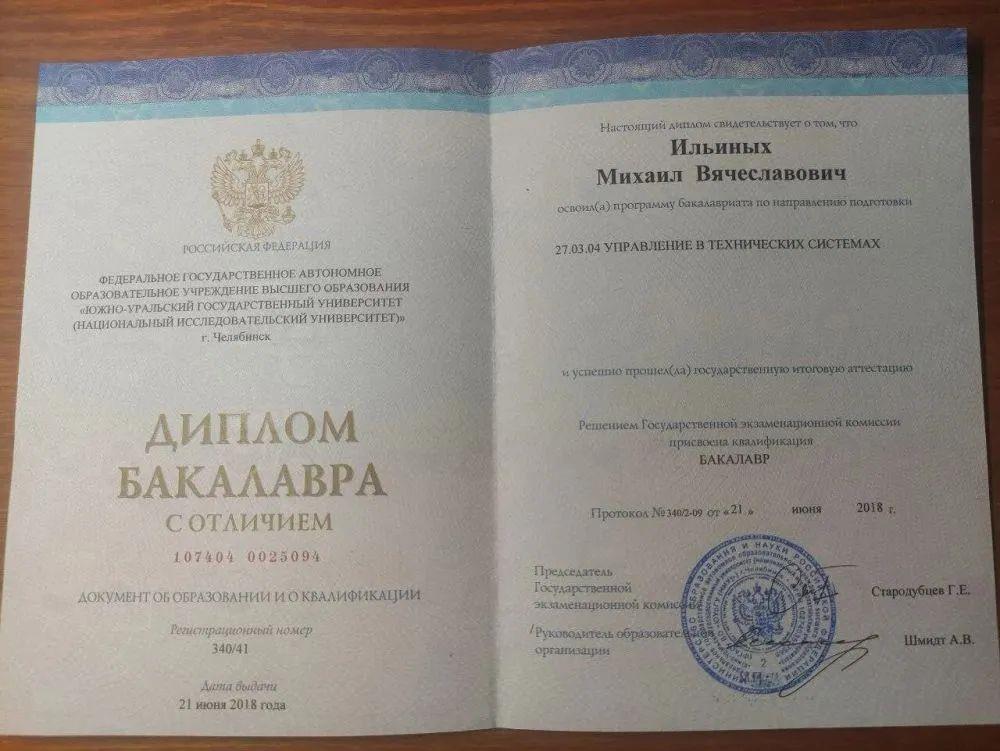 РОССИЙСКАЯ ФЕДЕРАЦИЯ
ФЕДЕРАЛЬНОЕ ГОСУДАРСТВЕННОЕ АВТОНОМНОЕ
ОБРАЗОВАТЕЛЬНОЕ УЧРЕЖДЕНИЕ ВЫСШЕГО ОБРАЗОВАНИЯ
«ЮЖНО-УРАЛЬСКИЙ ГОСУДАРСТВЕННЫЙ УНИВЕРСИТЕТ
(НАЦИОНАЛЬНЫЙ ИССЛЕДОВАТЕЛЬСКИЙ УНИВЕРСИТЕТ)»
г. Челябинск
ДИПЛОМ
БАКАЛАВРА
С ОТЛИЧИЕМ
107404 0025094
ДОКУМЕНТ ОБ ОБРАЗОВАНИИ И О КВАЛИФИКАЦИИ
Регистрационный номер
340/41
Дата выдачи
21 июня 2018 года
Настоящий диплом свидетельствует о том, что
Ильиных
Михаил Вячеславович
освоил(а) программу бакалавриата по направлению подготовки
27.03.04 УПРАВЛЕНИЕ В ТЕХНИЧЕСКИХ СИСТЕМАХ
и успешно прошел(ла) государственную итоговую аттестацию
Решением Государственной экзаменационной комиссии
присвоена квалификация
БАКАЛАВР
Протокол № 340/2-09 от «21» июня 2018 г.
Председатель
Государственной
экзаменационной комиссии Стародубцев Г.Е.
Руководитель образовательной
организации Шмидт А.В.